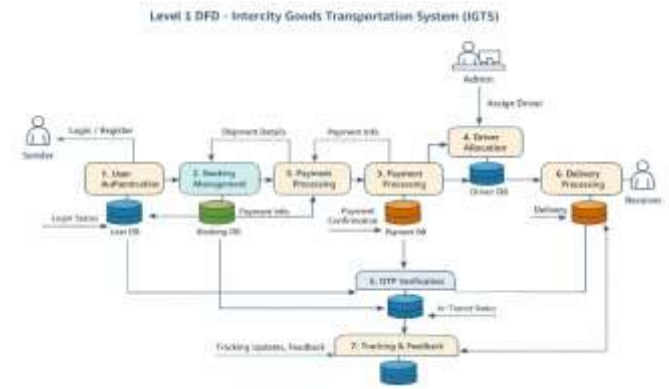 Level 1 DFD - Intercity Goods Transportation System (IGTS)
Admin
Assign Driver
Login / Register
Shipment Details
Payment Info
4. Driver
Allocation
Sender
1. User
Authentication
2. Booking
Management
3. Payment
Processing
3. Payment
Processing
6. Delivery
Processing
Driver DB
Receiver
Login Status
User DB
Payment Info
Booking DB
Payment
Confirmation
Payment DB
Delivery
5. OTP Verification
In-Transit Status
Tracking Updates, Feedback
7. Tracking & Feedback